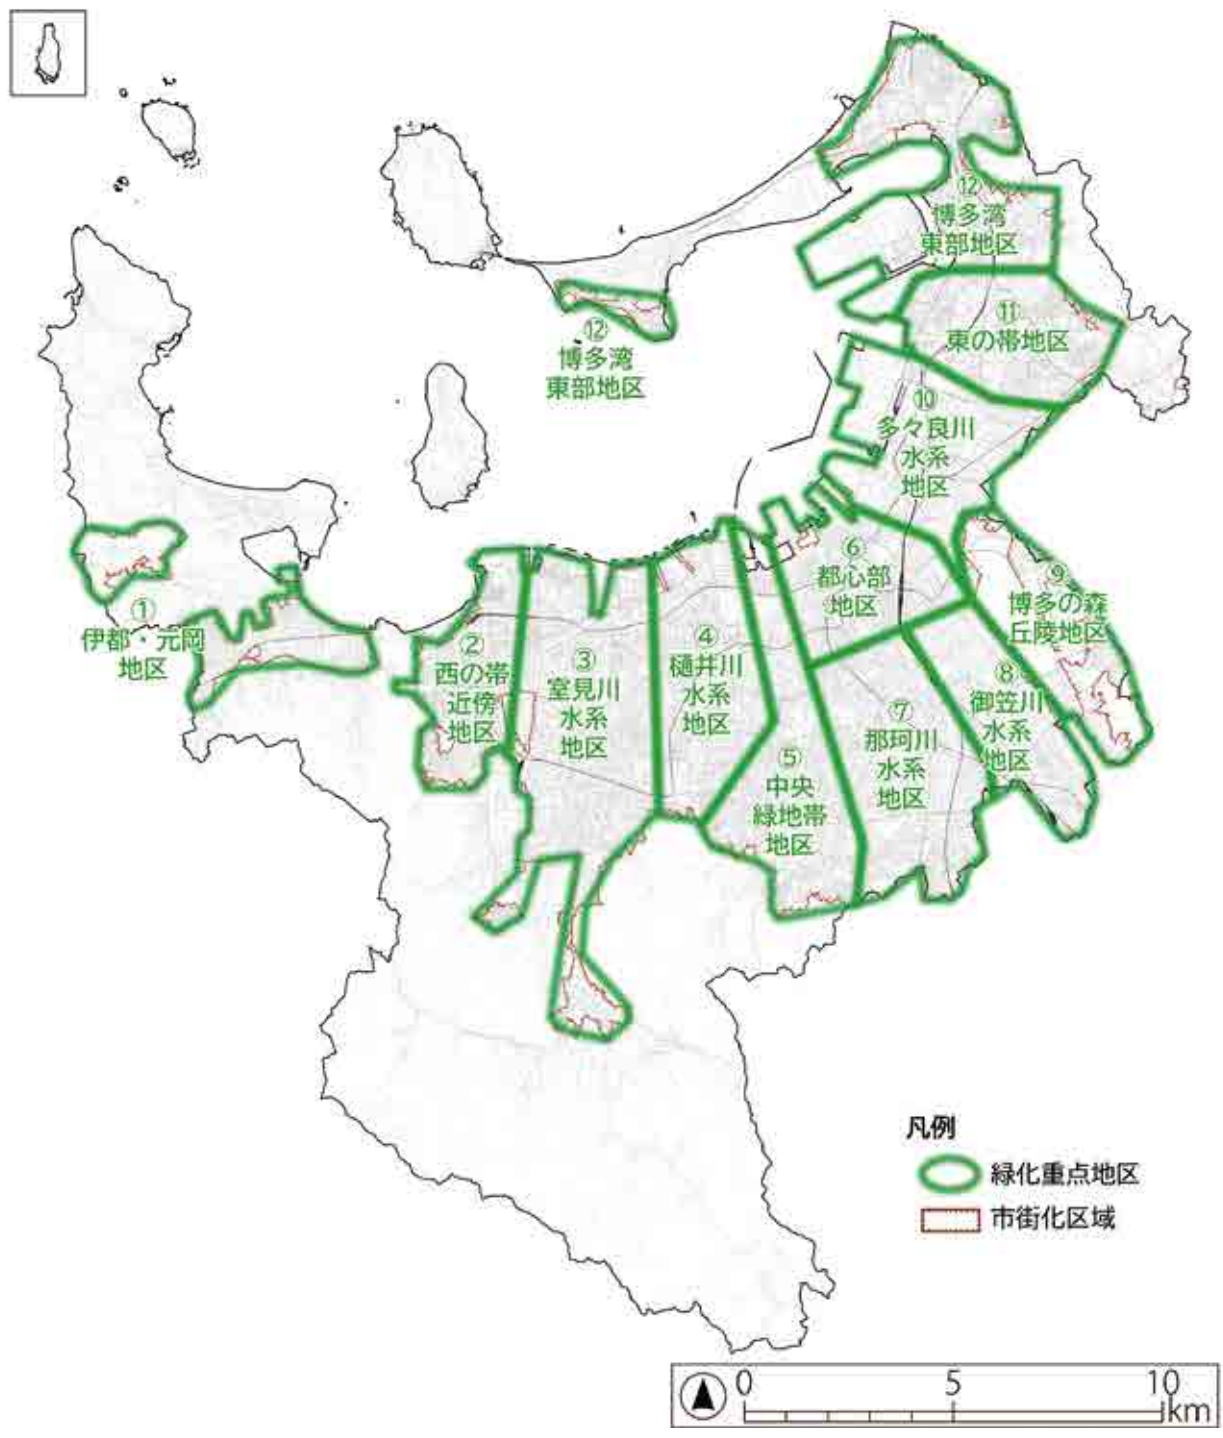 ⑫
博多湾
東部地区
⑫
博多湾
東部地区
⑪
東の帯地区
⑩
多々良川
水系
地区
①
伊都・元岡
地区
②
西の帯
近傍
地区
③
室見川
水系
地区
④
樋井川
水系
地区
⑤
中央
緑地帯
地区
⑥
都心部
地区
⑦
那珂川
水系
地区
⑧
御笠川
水系
地区
⑨
博多の森
丘陵地区
凡例
緑化重点地区
市街化区域
0 5 10
km